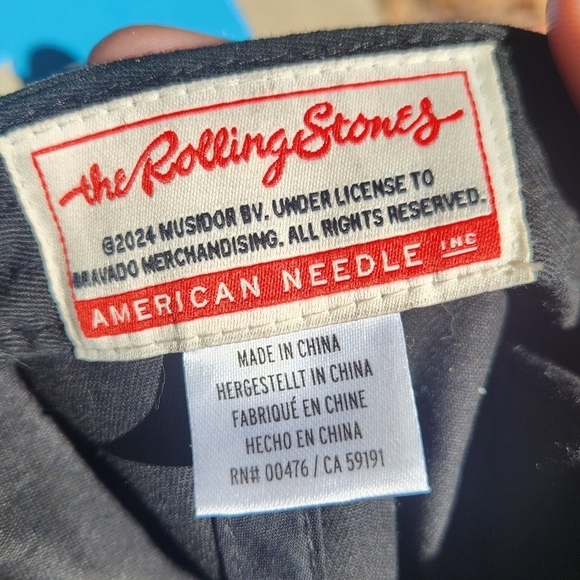 the Rolling Stones
©2024 MUSIDOR BV. UNDER LICENSE TO
BRAVADO MERCHANDISING. ALL RIGHTS RESERVED.
AMERICAN NEEDLE INC
MADE IN CHINA
HERGESTELLT IN CHINA
FABRIQUÉ EN CHINE
HECHO EN CHINA
RN# 00476 / CA 59191